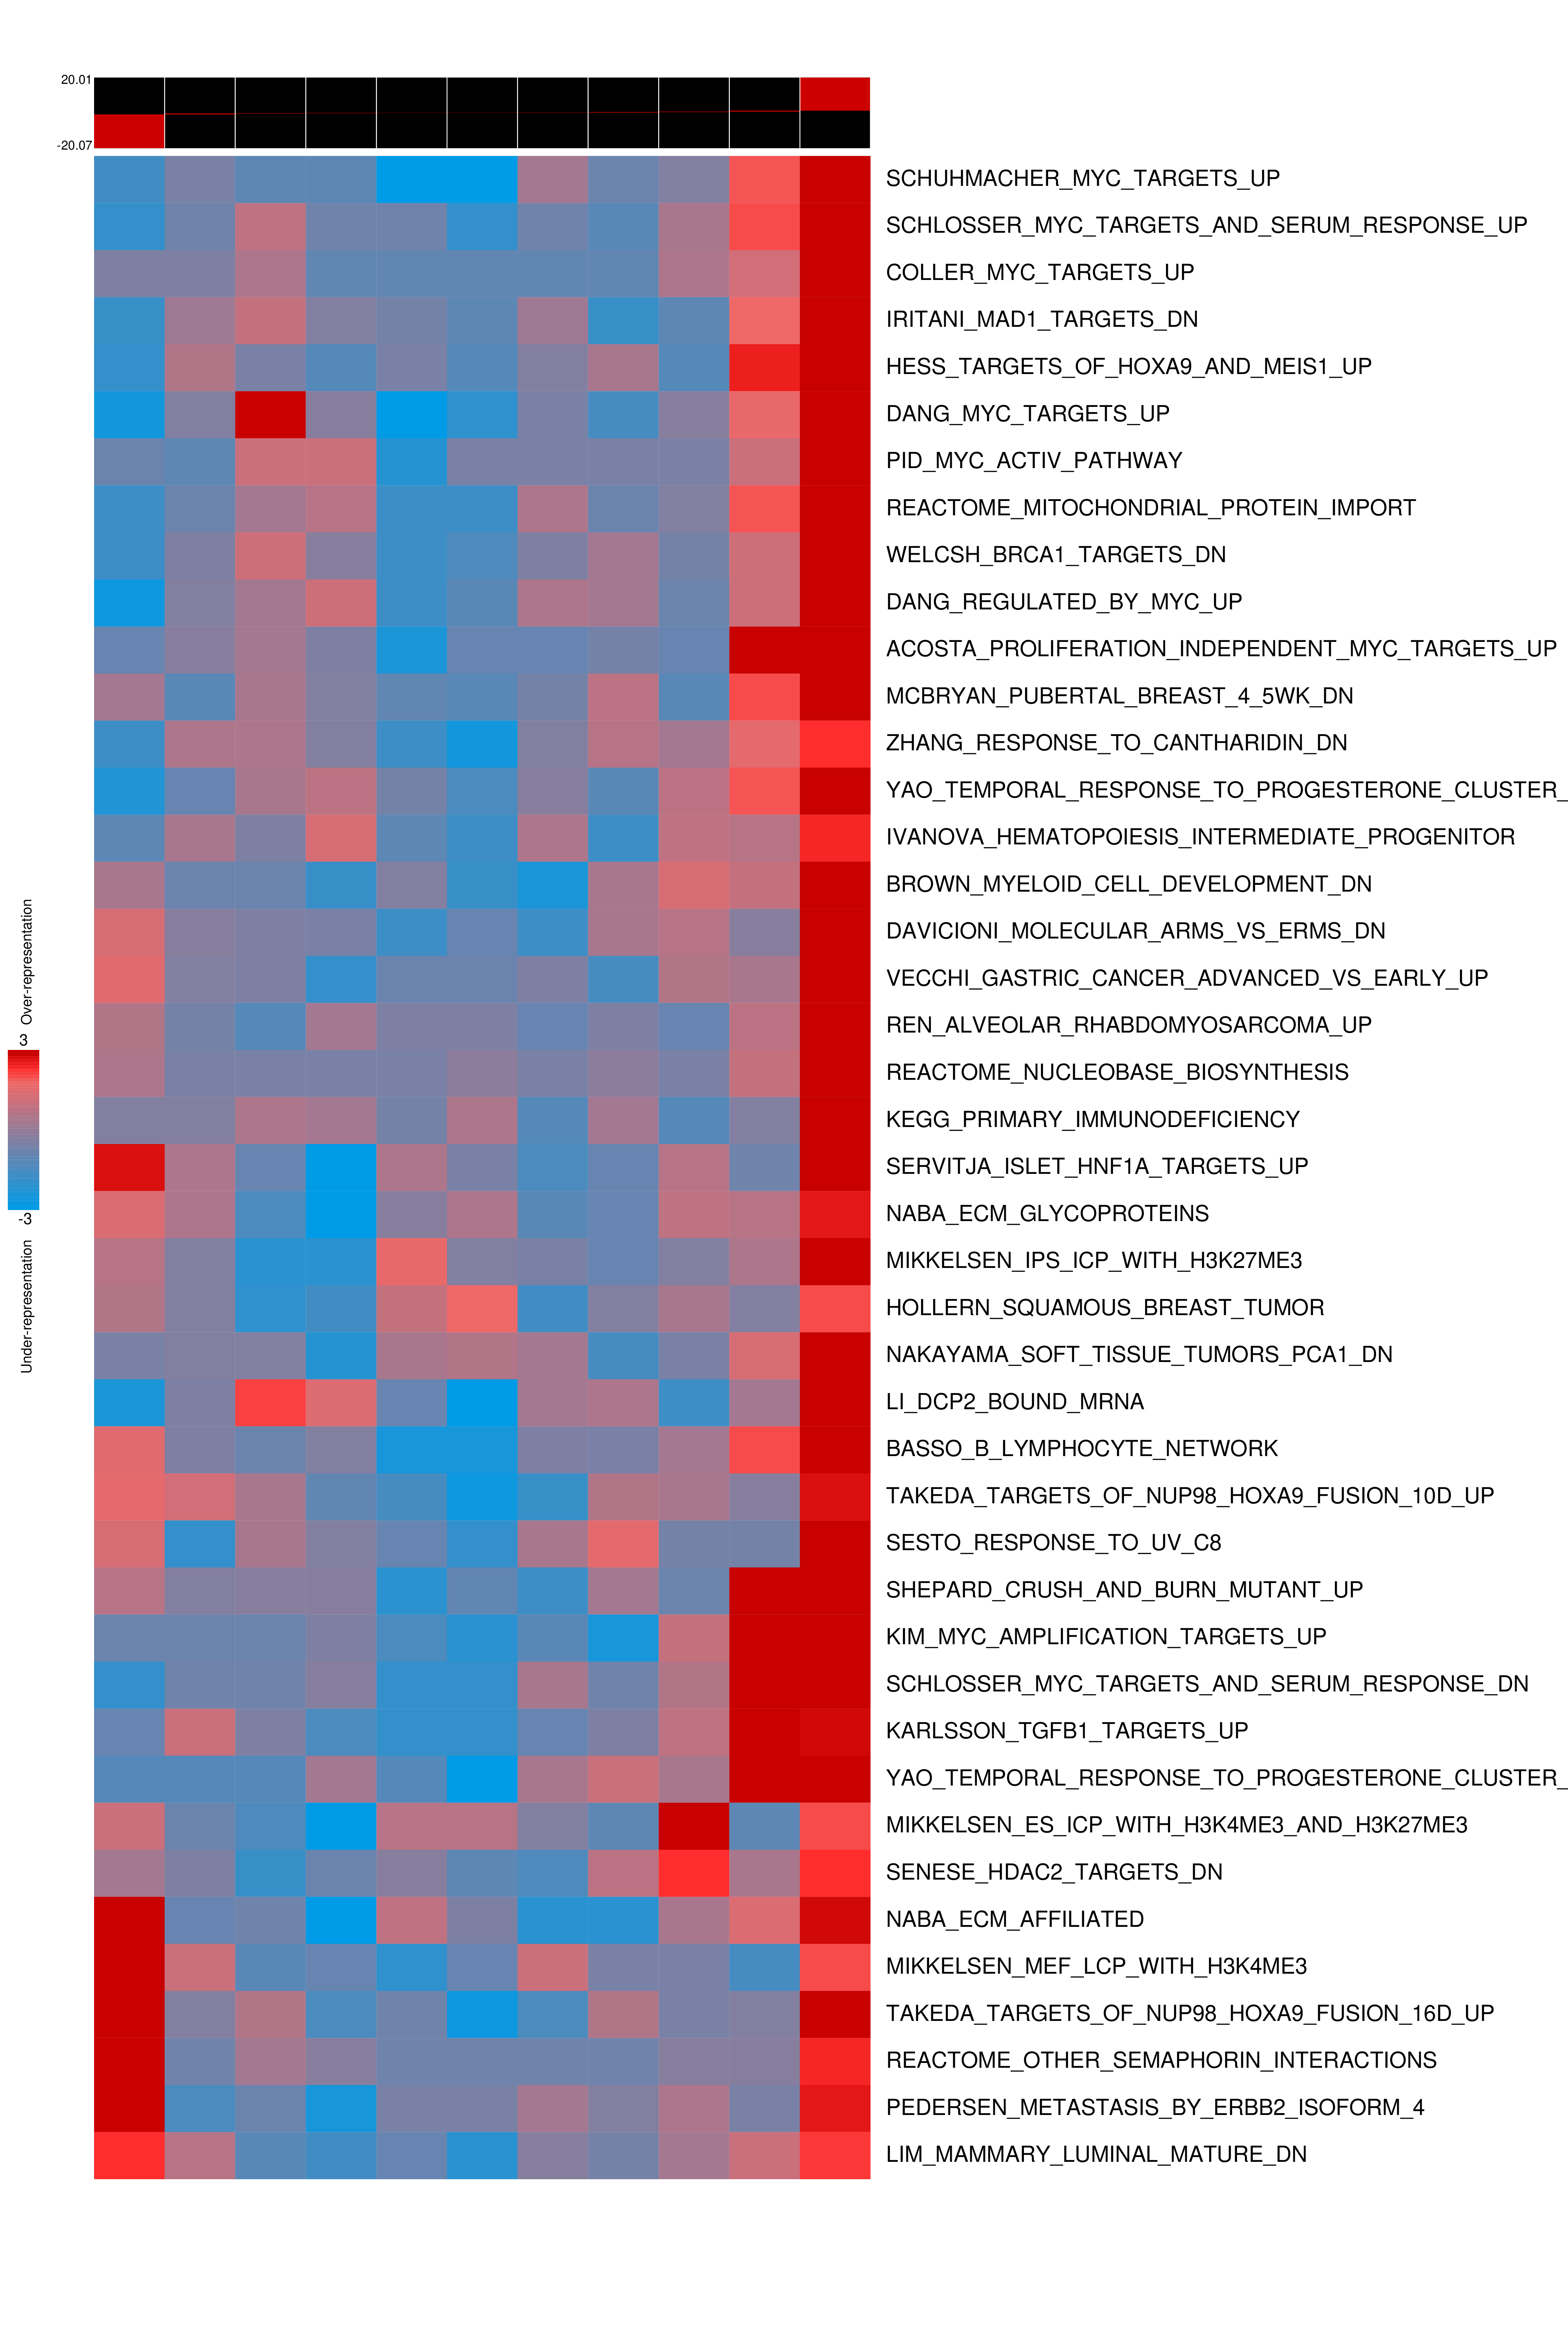 20.01
-20.07
SCHUHMACHER_MYC_TARGETS_UP
SCHLOSSER_MYC_TARGETS_AND_SERUM_RESPONSE_UP
COLLER_MYC_TARGETS_UP
IRITANI_MAD1_TARGETS_DN
HESS_TARGETS_OF_HOXA9_AND_MEIS1_UP
DANG_MYC_TARGETS_UP
PID_MYC_ACTIV_PATHWAY
REACTOME_MITOCHONDRIAL_PROTEIN_IMPORT
WELCSH_BRCA1_TARGETS_DN
DANG_REGULATED_BY_MYC_UP
ACOSTA_PROLIFERATION_INDEPENDENT_MYC_TARGETS_UP
MCBRYAN_PUBERTAL_BREAST_4_5WK_DN
ZHANG_RESPONSE_TO_CANTHARIDIN_DN
YAO_TEMPORAL_RESPONSE_TO_PROGESTERONE_CLUSTER_
IVANOVA_HEMATOPOIESIS_INTERMEDIATE_PROGENITOR
BROWN_MYELOID_CELL_DEVELOPMENT_DN
DAVICIONI_MOLECULAR_ARMS_VS_ERMS_DN
VECCHI_GASTRIC_CANCER_ADVANCED_VS_EARLY_UP
REN_ALVEOLAR_RHABDOMYOSARCOMA_UP
REACTOME_NUCLEOBASE_BIOSYNTHESIS
KEGG_PRIMARY_IMMUNODEFICIENCY
SERVITJA_ISLET_HNF1A_TARGETS_UP
NABA_ECM_GLYCOPROTEINS
MIKKELSEN_IPS_ICP_WITH_H3K27ME3
HOLLERN_SQUAMOUS_BREAST_TUMOR
NAKAYAMA_SOFT_TISSUE_TUMORS_PCA1_DN
LI_DCP2_BOUND_MRNA
BASSO_B_LYMPHOCYTE_NETWORK
TAKEDA_TARGETS_OF_NUP98_HOXA9_FUSION_10D_UP
SESTO_RESPONSE_TO_UV_C8
SHEPARD_CRUSH_AND_BURN_MUTANT_UP
KIM_MYC_AMPLIFICATION_TARGETS_UP
SCHLOSSER_MYC_TARGETS_AND_SERUM_RESPONSE_DN
KARLSSON_TGFB1_TARGETS_UP
YAO_TEMPORAL_RESPONSE_TO_PROGESTERONE_CLUSTER_
MIKKELSEN_ES_ICP_WITH_H3K4ME3_AND_H3K27ME3
SENESE_HDAC2_TARGETS_DN
NABA_ECM_AFFILIATED
MIKKELSEN_MEF_LCP_WITH_H3K4ME3
TAKEDA_TARGETS_OF_NUP98_HOXA9_FUSION_16D_UP
REACTOME_OTHER_SEMAPHORIN_INTERACTIONS
PEDERSEN_METASTASIS_BY_ERBB2_ISOFORM_4
LIM_MAMMARY_LUMINAL_MATURE_DN
Over-representation
3
-3
Under-representation